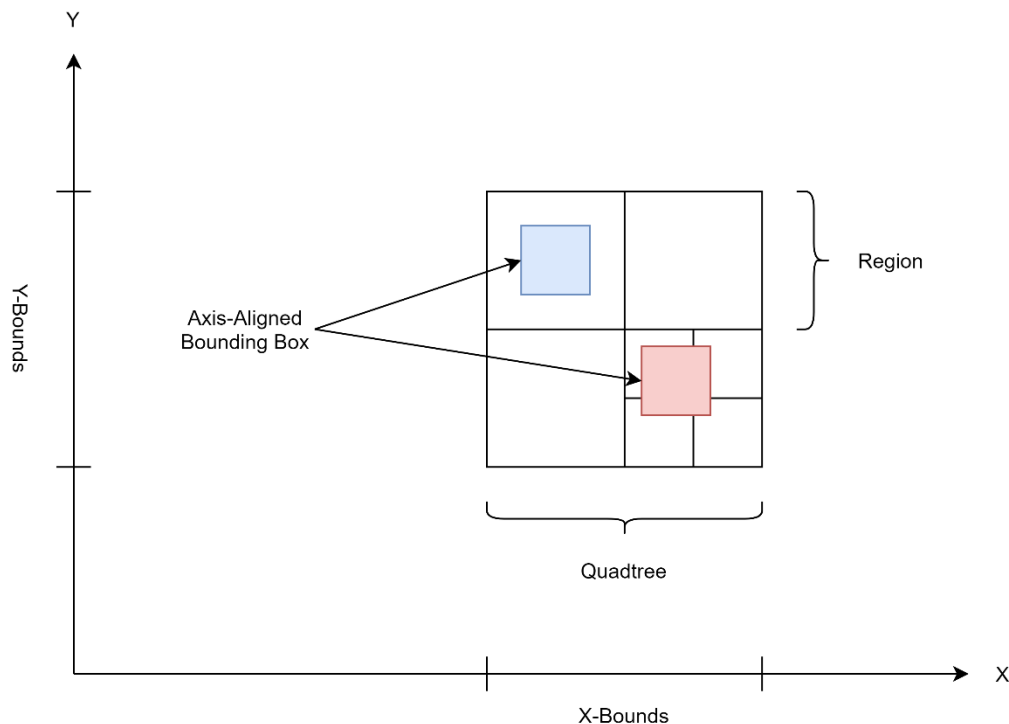 Y
Region
Y-Bounds
Axis-Aligned
Bounding Box
Quadtree
X
X-Bounds